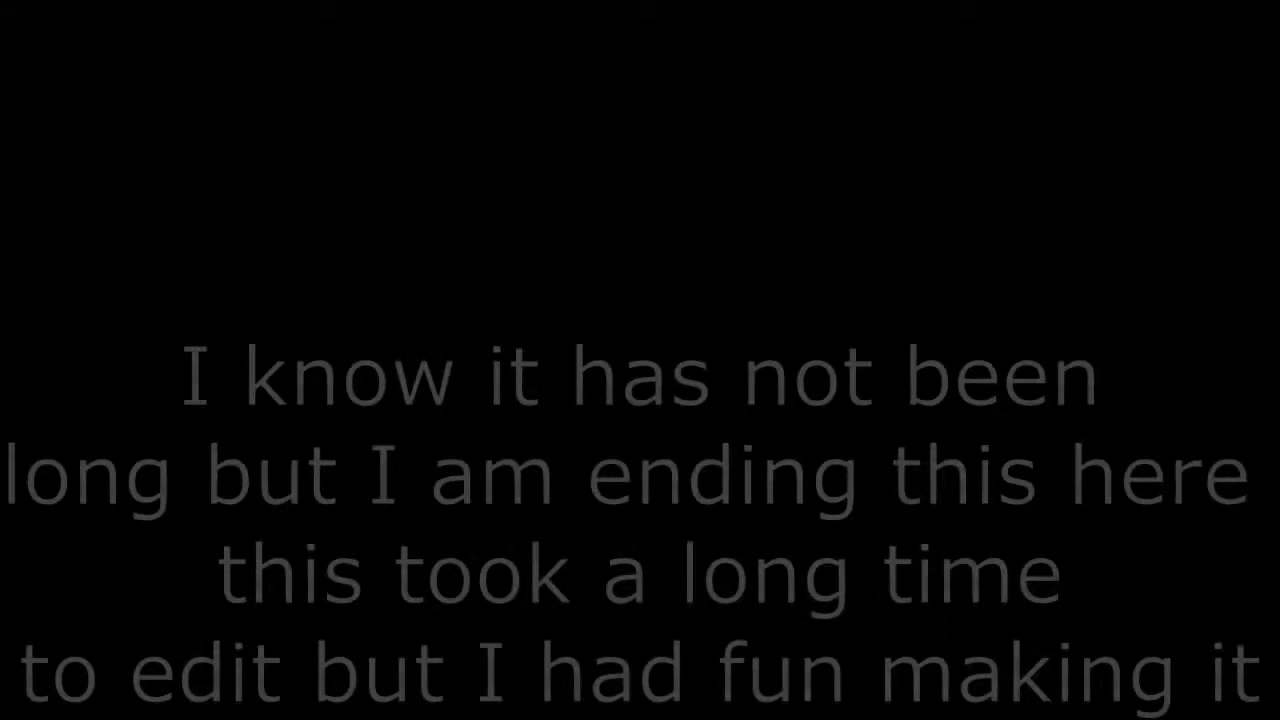 I know it has not been
long but I am ending this here
this took a long time
to edit but I had fun making it